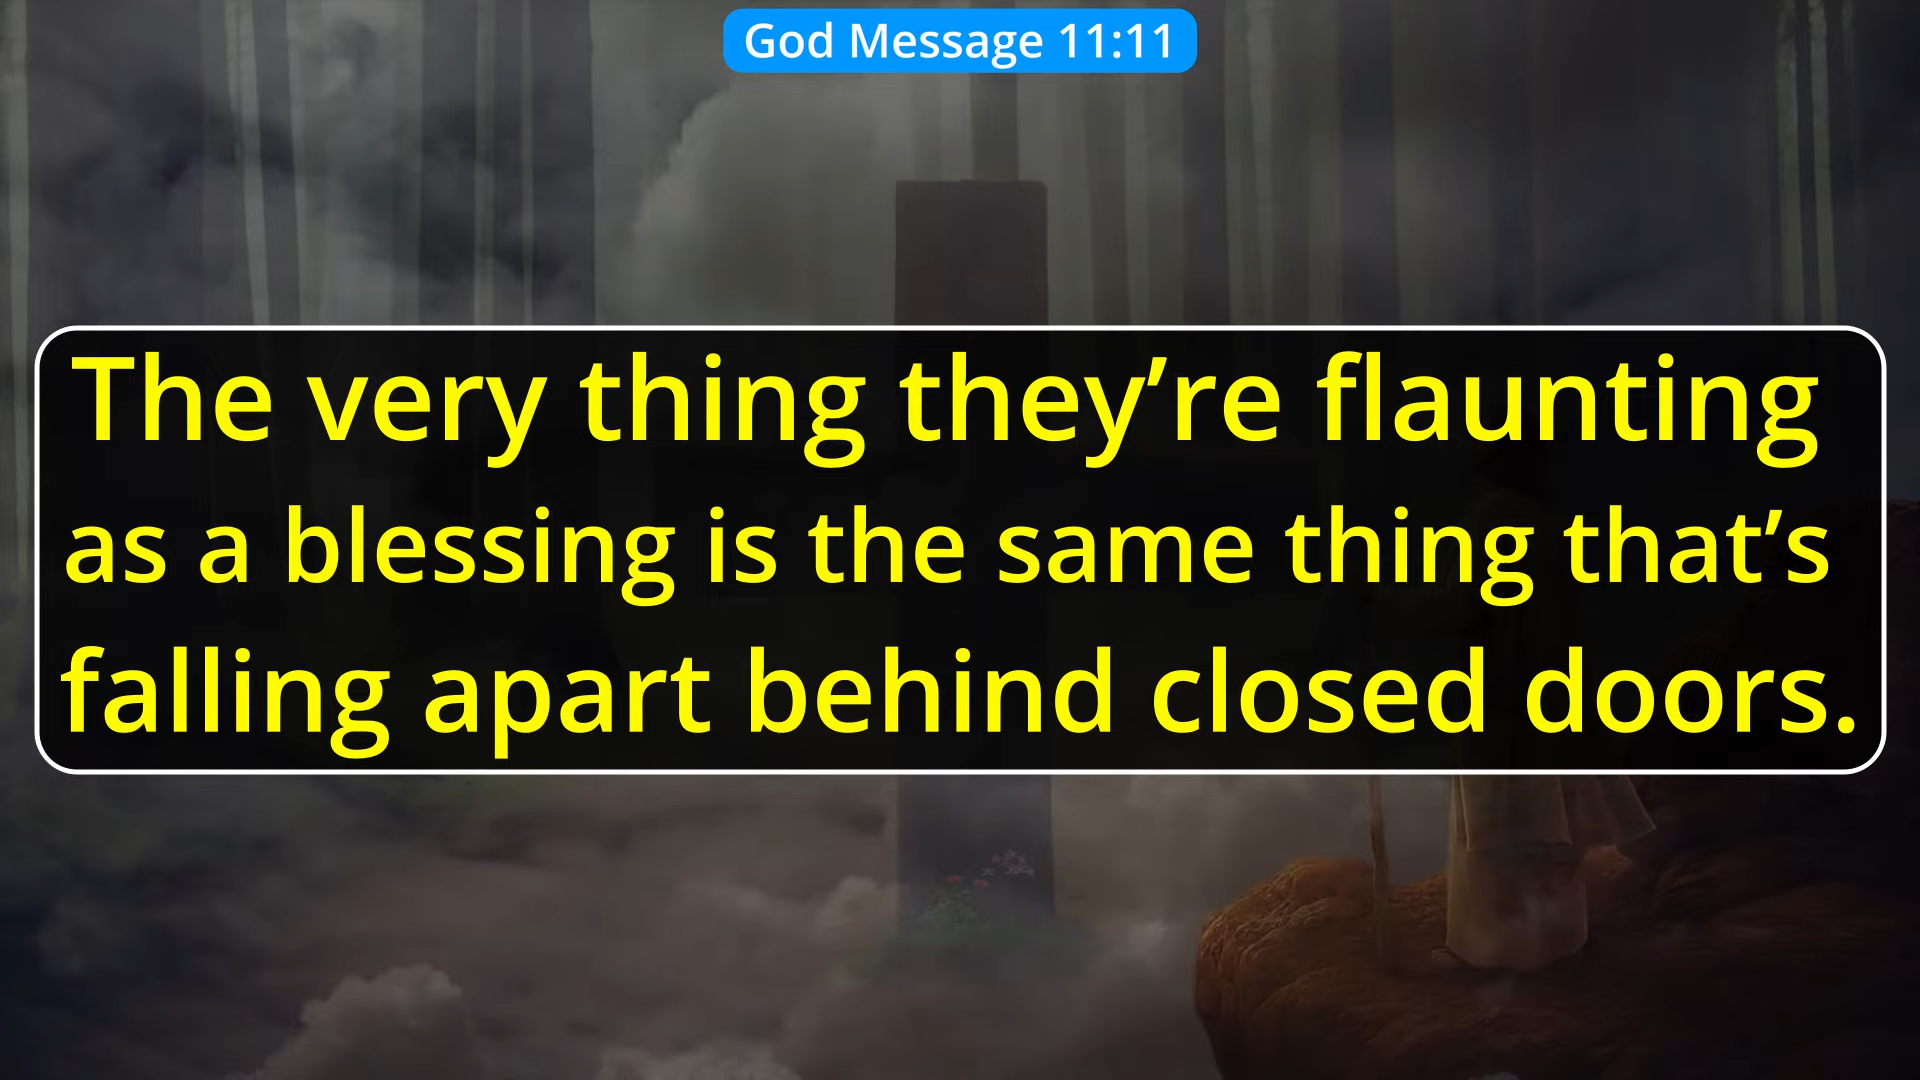 God Message 11:11
The very thing they’re flaunting
as a blessing is the same thing that’s
falling apart behind closed doors.